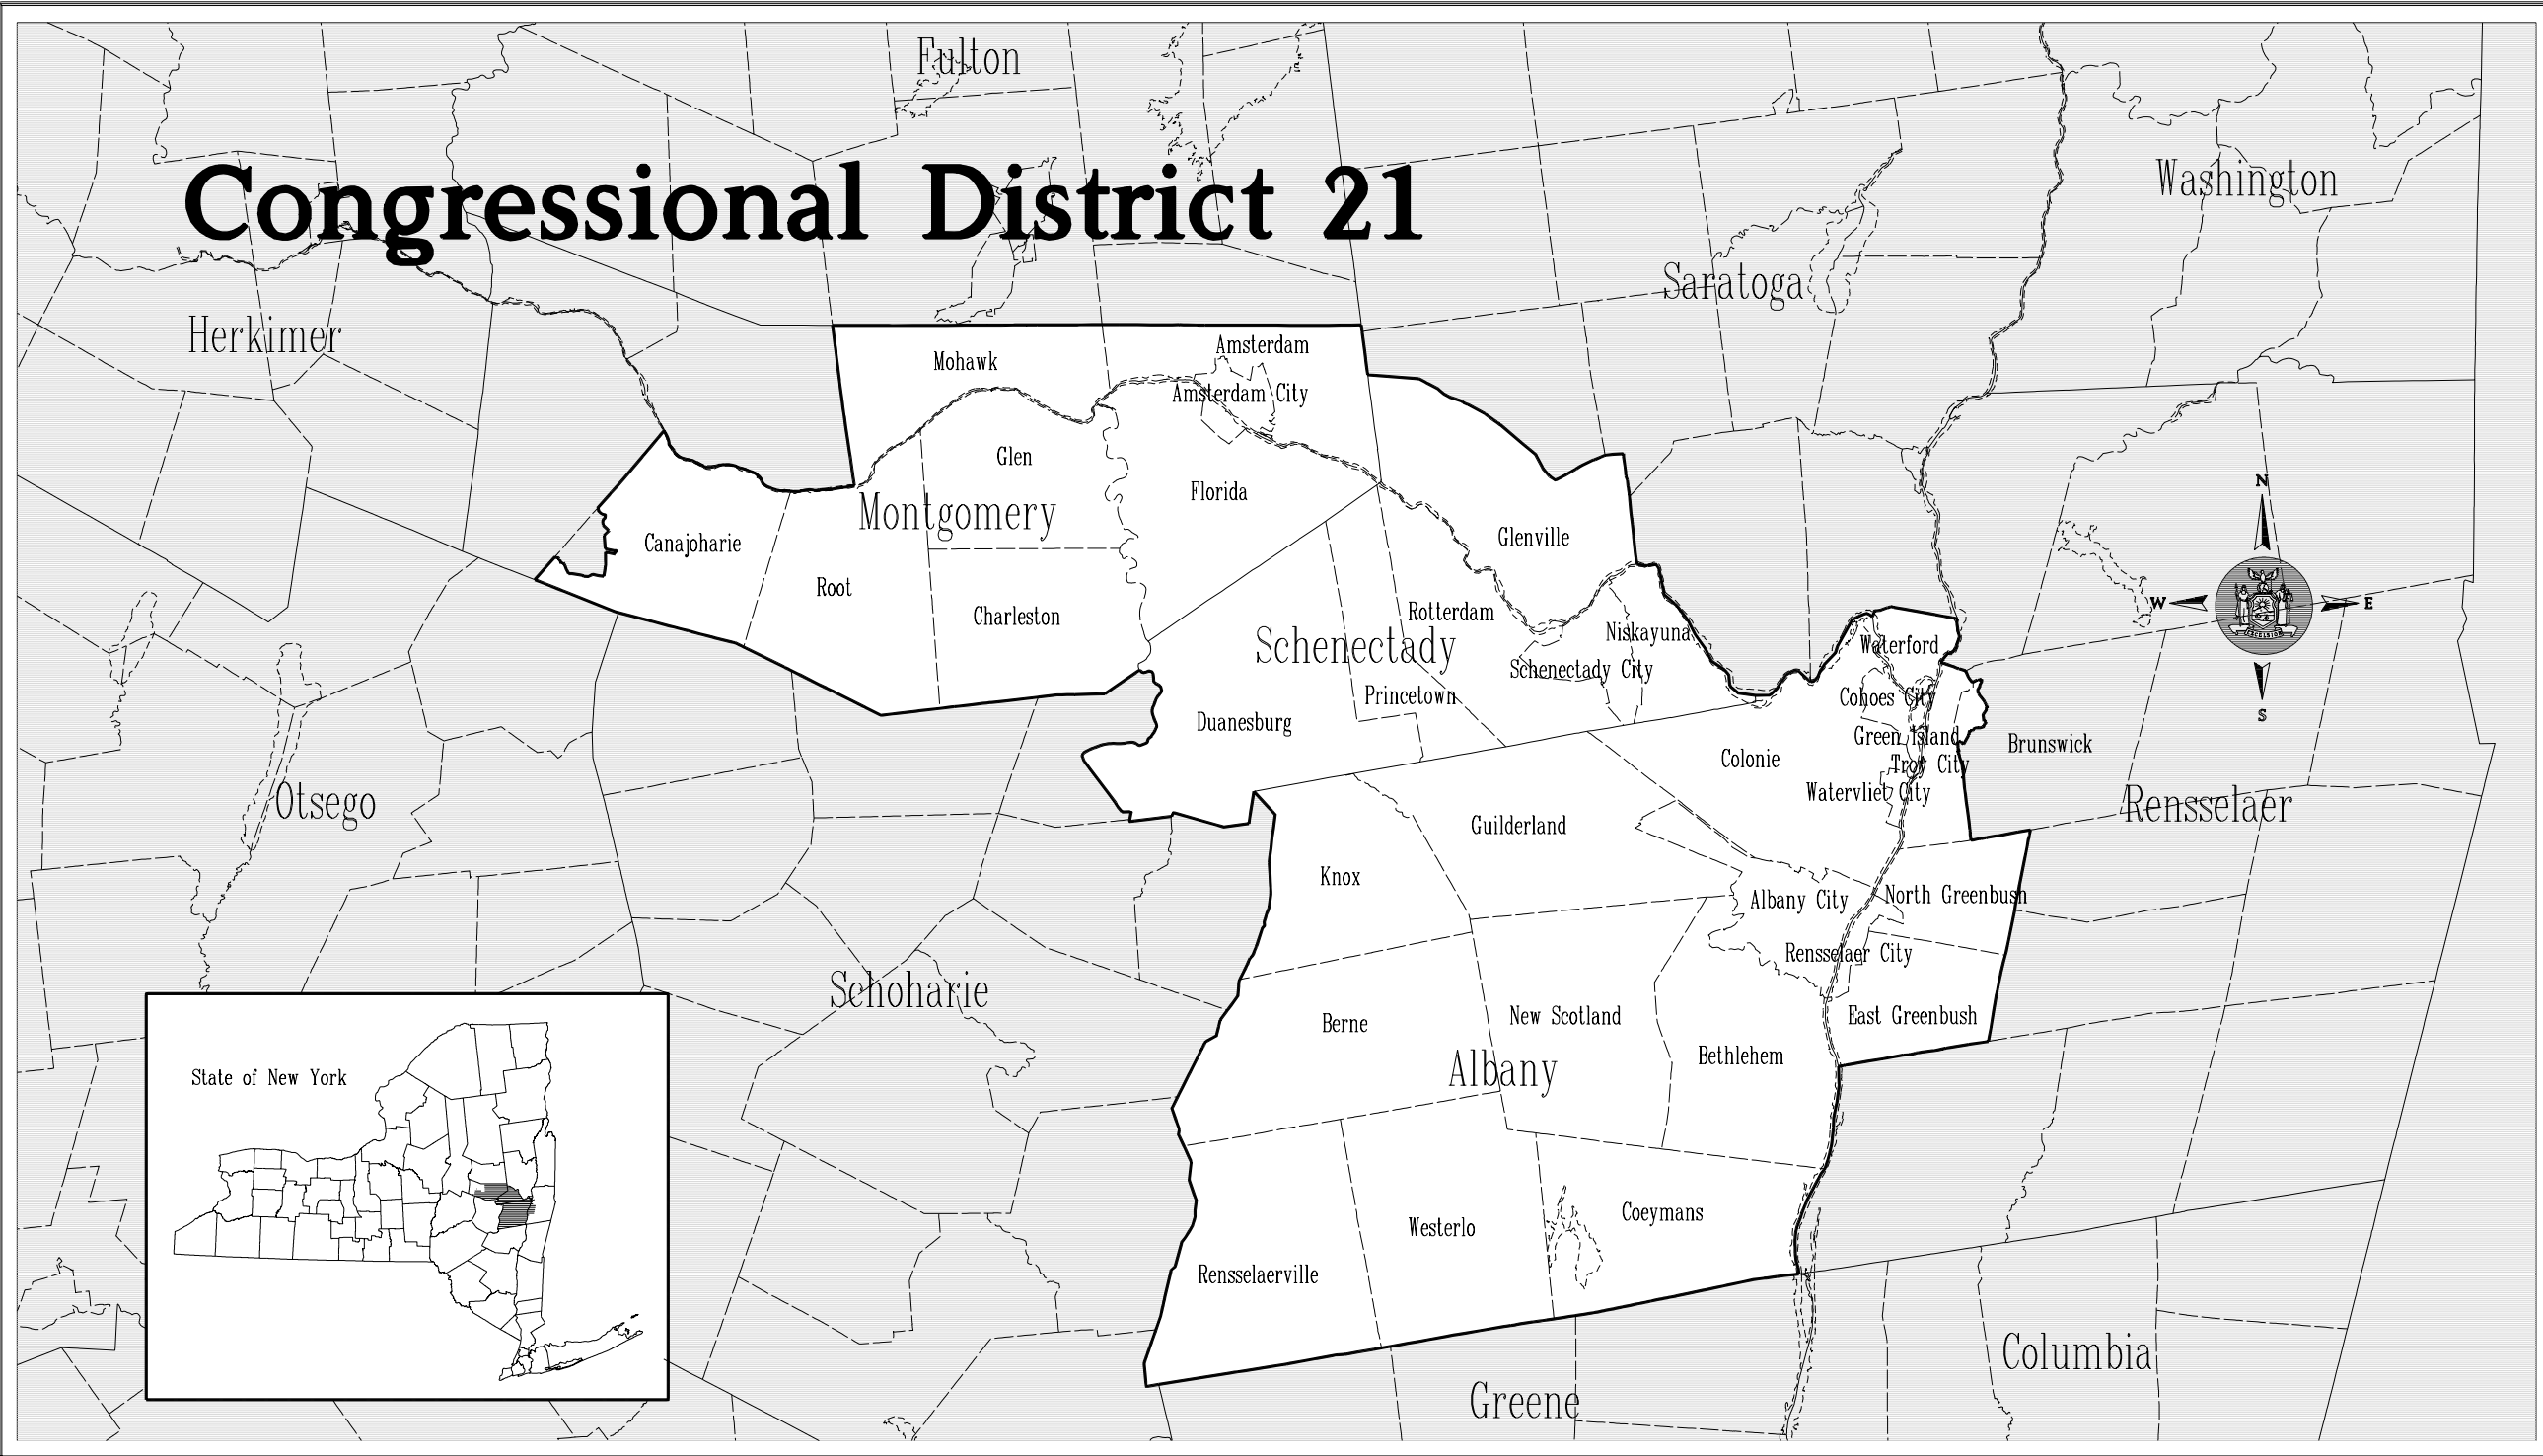 Fulton
Congressional District 21
Washington
Saratoga
Herkimer
Amsterdam
Mohawk
Amsterdam City
Glen
Montgomery
Florida
N
Canajoharie
Glenville
Root
W
E
Charleston
Rotterdam
Niskayuna
Schenectady
Waterford
Schenectady City
Princetown
Cohoes City
S
Duanesburg
Green Island
Brunswick
Colonie
Troy City
Otsego
Watervliet City
Rensselaer
Guilderland
Knox
Albany City
North Greenbush
Rensselaer City
Schoharie
Berne
New Scotland
East Greenbush
Bethlehem
Albany
State of New York
Coeymans
Westerlo
Rensselaerville
Columbia
Greene